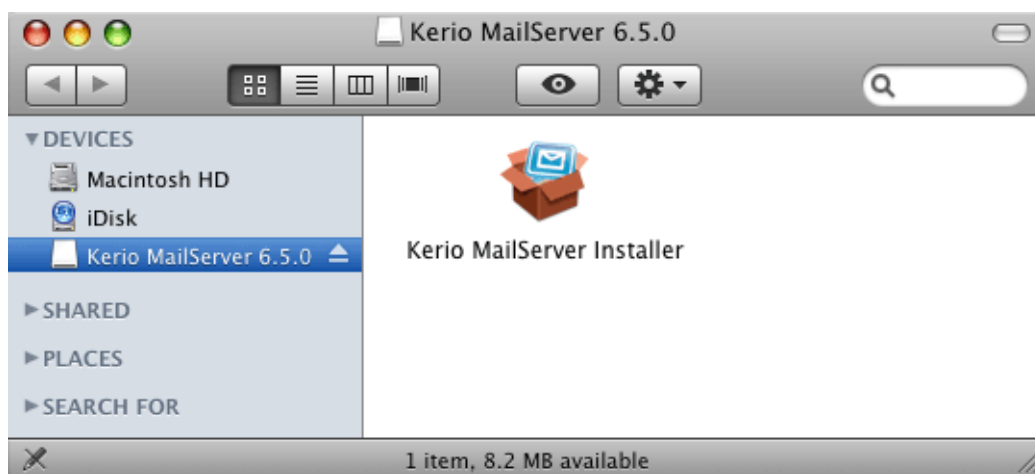 Kerio MailServer 6.5.0
DEVICES
Macintosh HD
iDisk
Kerio MailServer 6.5.0
SHARED
PLACES
SEARCH FOR
Kerio MailServer Installer
1 item, 8.2 MB available